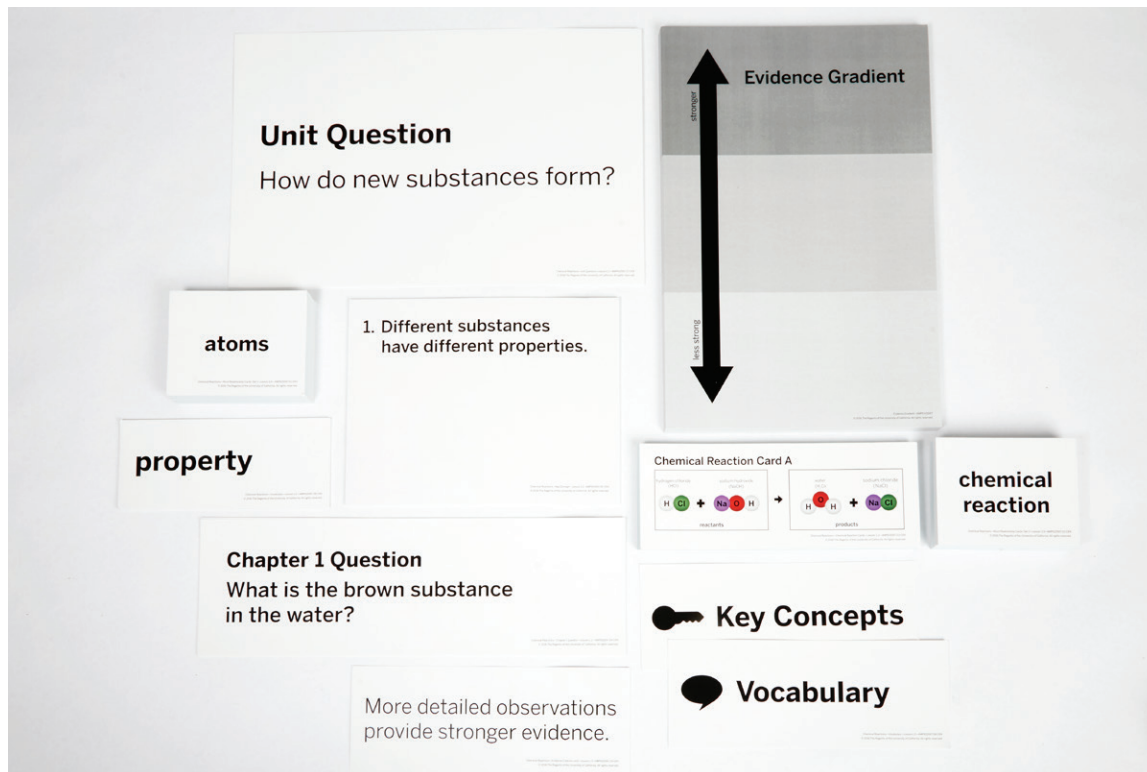 Unit Question
How do new substances form?
Evidence Gradient
stronger
less strong
atoms
1. Different substances
have different properties.
property
Chemical Reaction Card A
H Cl + Na O H → H O H + Na Cl
reactants
products
chemical
reaction
Chapter 1 Question
What is the brown substance
in the water?
Key Concepts
Vocabulary
More detailed observations
provide stronger evidence.